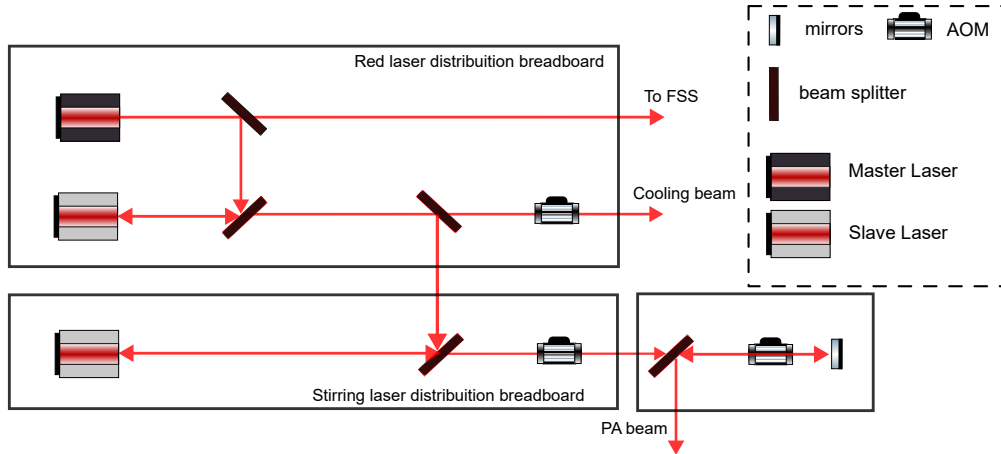 Red laser distribuition breadboard
To FSS
Cooling beam
Stirring laser distribuition breadboard
PA beam
mirrors
AOM
beam splitter
Master Laser
Slave Laser